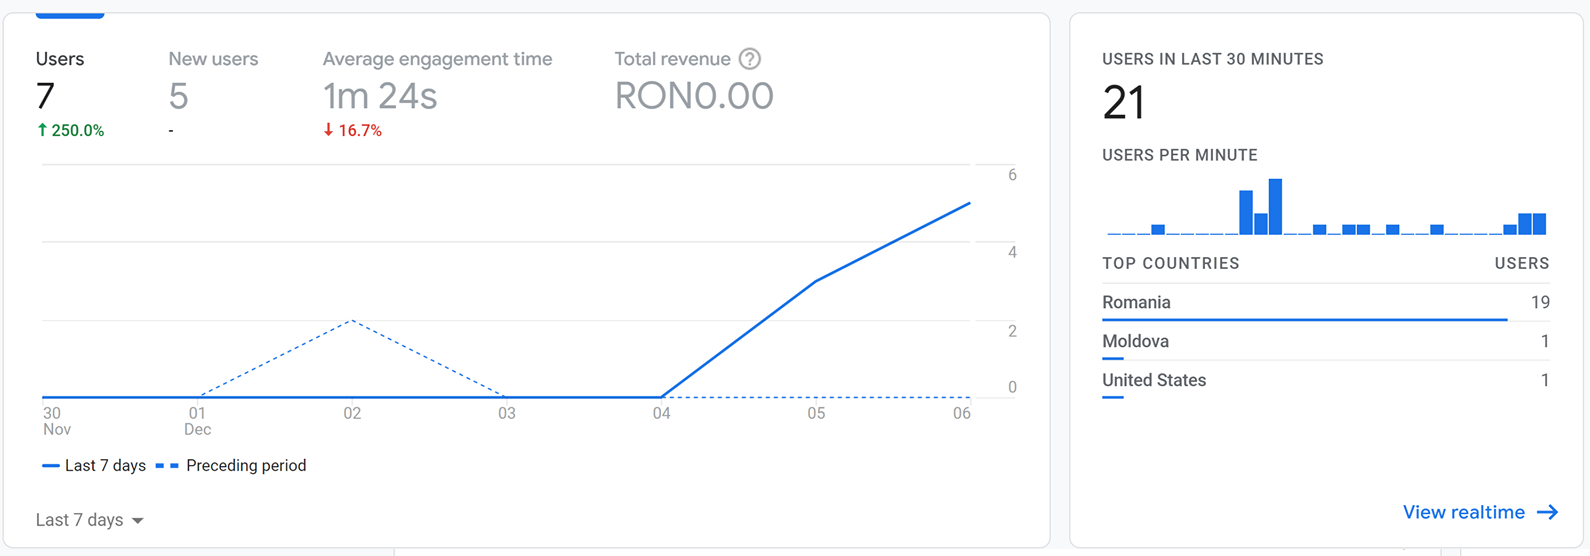 Users
7
↑ 250.0%
New users
5
-
Average engagement time
1m 24s
↓ 16.7%
Total revenue ?
RON0.00
6
4
2
0
30 Nov
01 Dec
02
03
04
05
06
Last 7 days
Preceding period
Last 7 days
USERS IN LAST 30 MINUTES
21
USERS PER MINUTE
TOP COUNTRIES USERS
Romania 19
Moldova 1
United States 1
View realtime →